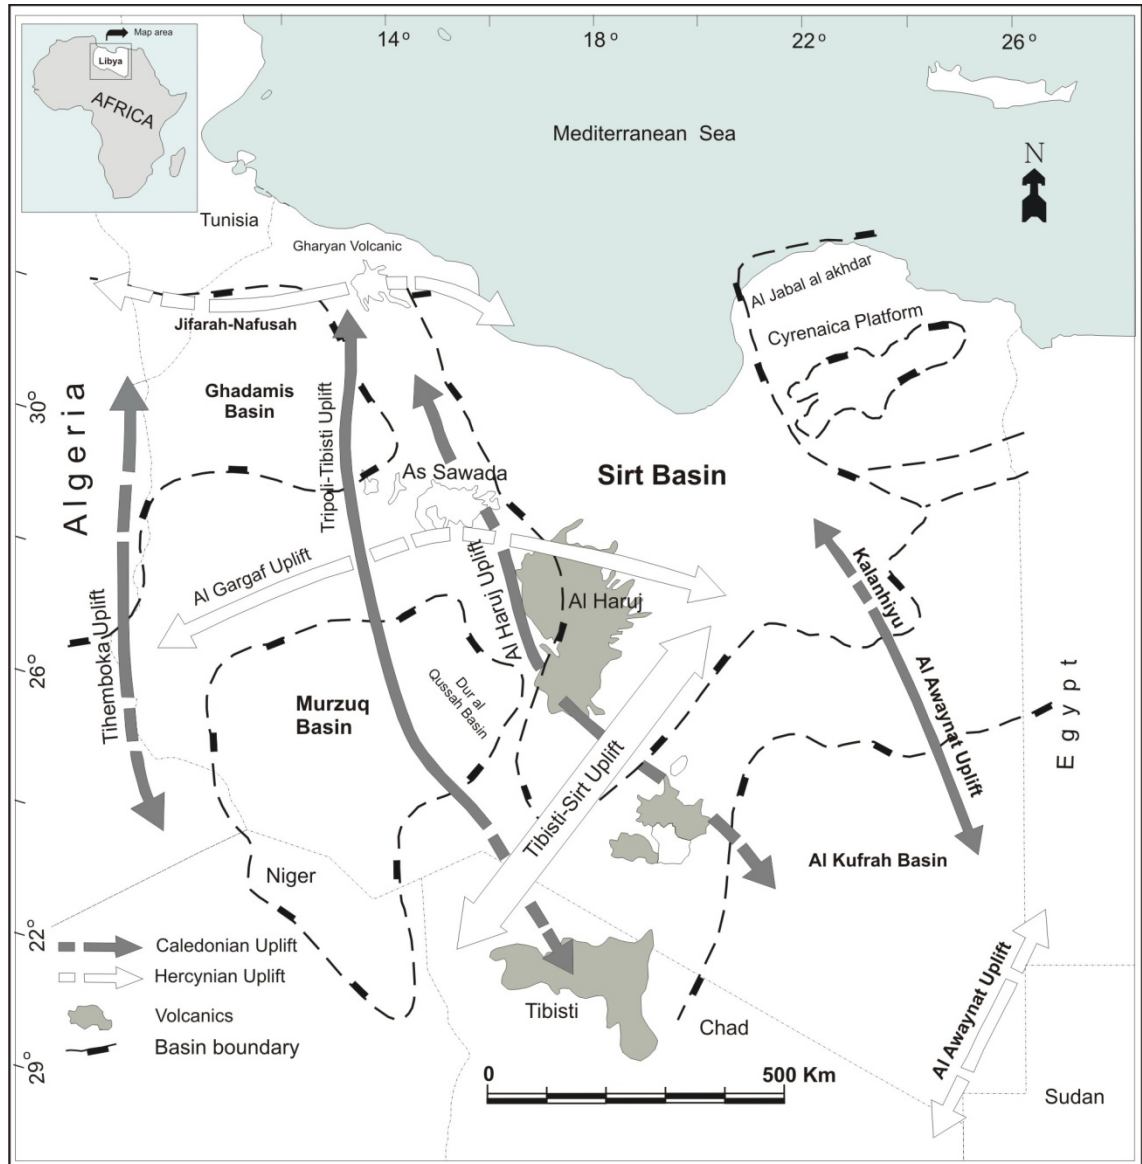 Map area
Libya
AFRICA
14°
18°
22°
26°
Mediterranean Sea
N
Tunisia
Gharyan Volcanic
Al Jabal al akhdar
Cyrenaica Platform
Jifarah-Nafusah
Ghadamis
Basin
30°
Algeria
Tripoli-Tibisti Uplift
As Sawada
Sirt Basin
Al Gargaf Uplift
Al Haruj Uplift
Al Haruj
Kalanhiyu
Tihemboka Uplift
26°
Murzuq
Basin
Dur al
Qussah Basin
Al Awaynat Uplift
Egypt
Tibisti-Sirt Uplift
Al Kufrah Basin
Niger
22°
Caledonian Uplift
Hercynian Uplift
Volcanics
Basin boundary
Tibisti
Chad
Al Awaynat Uplift
29°
0
500 Km
Sudan